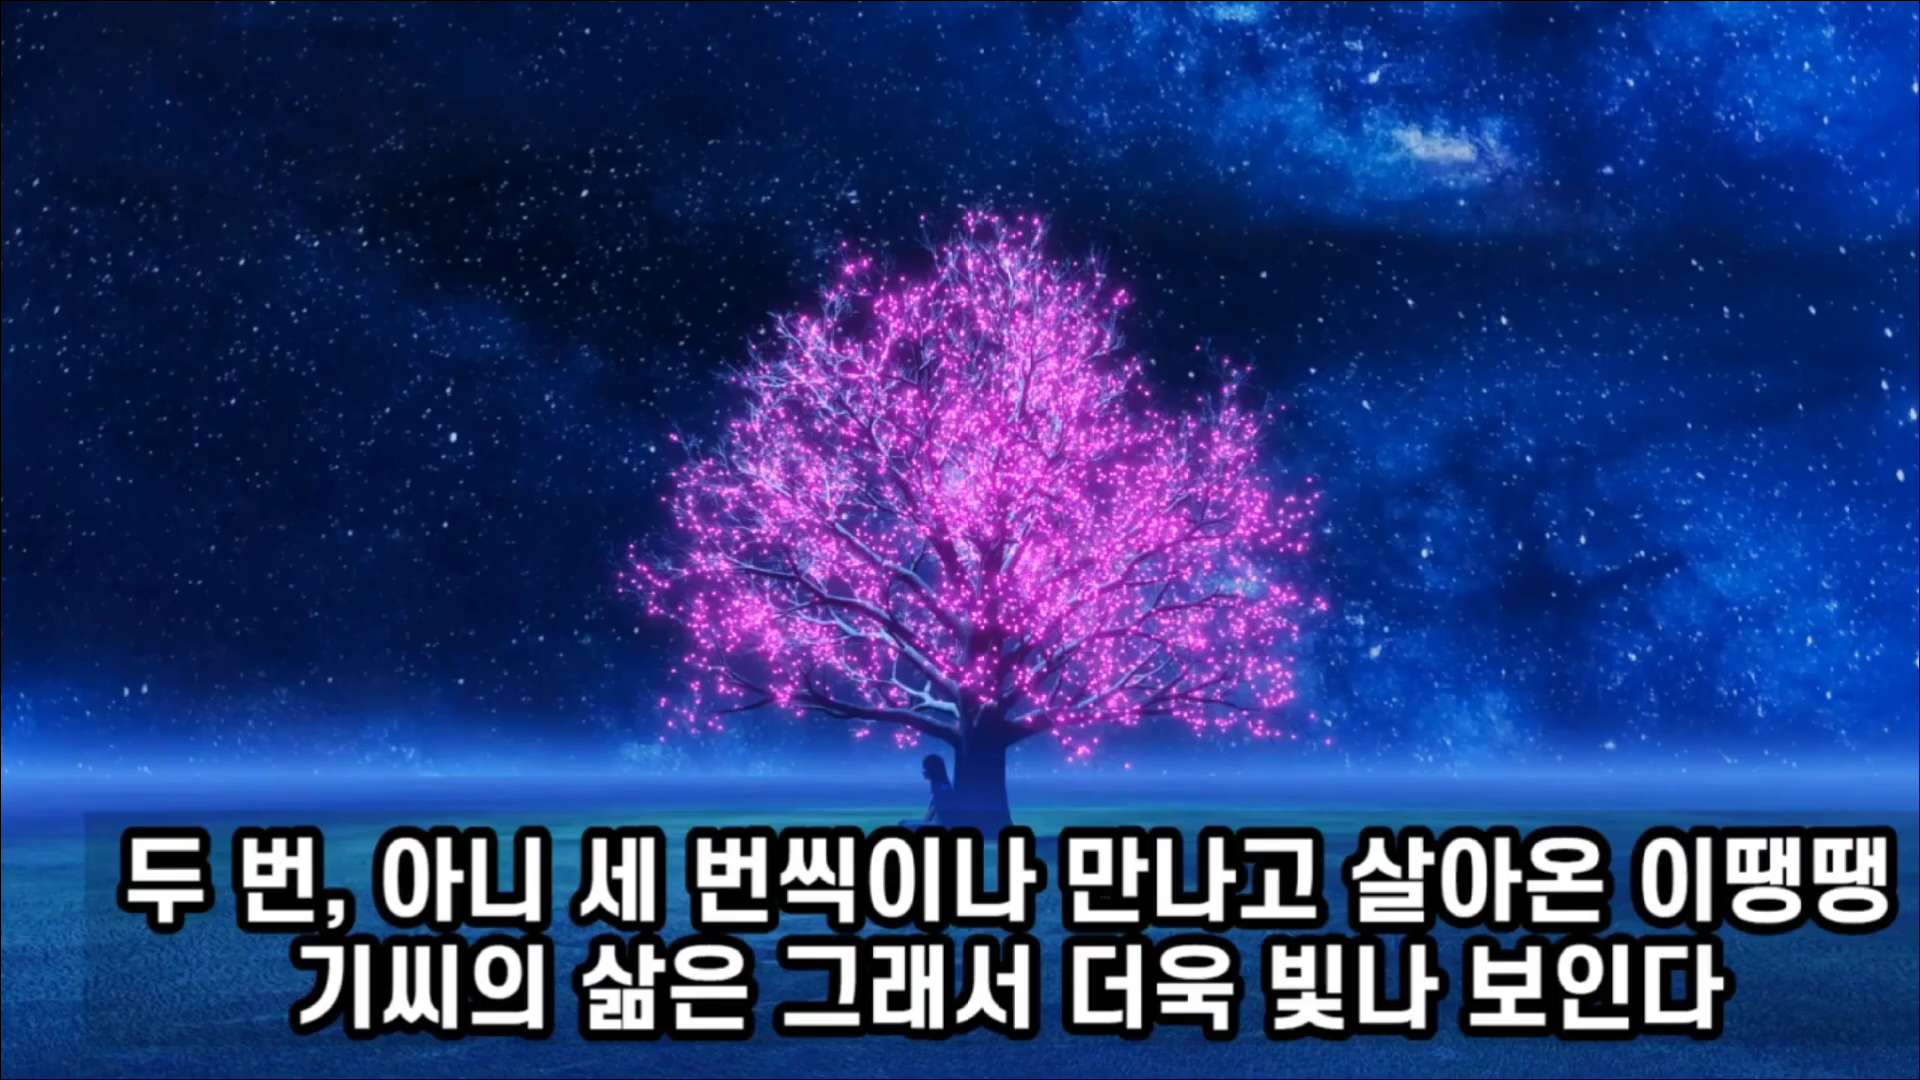 두 번, 아니 세 번씩이나 만나고 살아온 이땡땡
기씨의 삶은 그래서 더욱 빛나 보인다